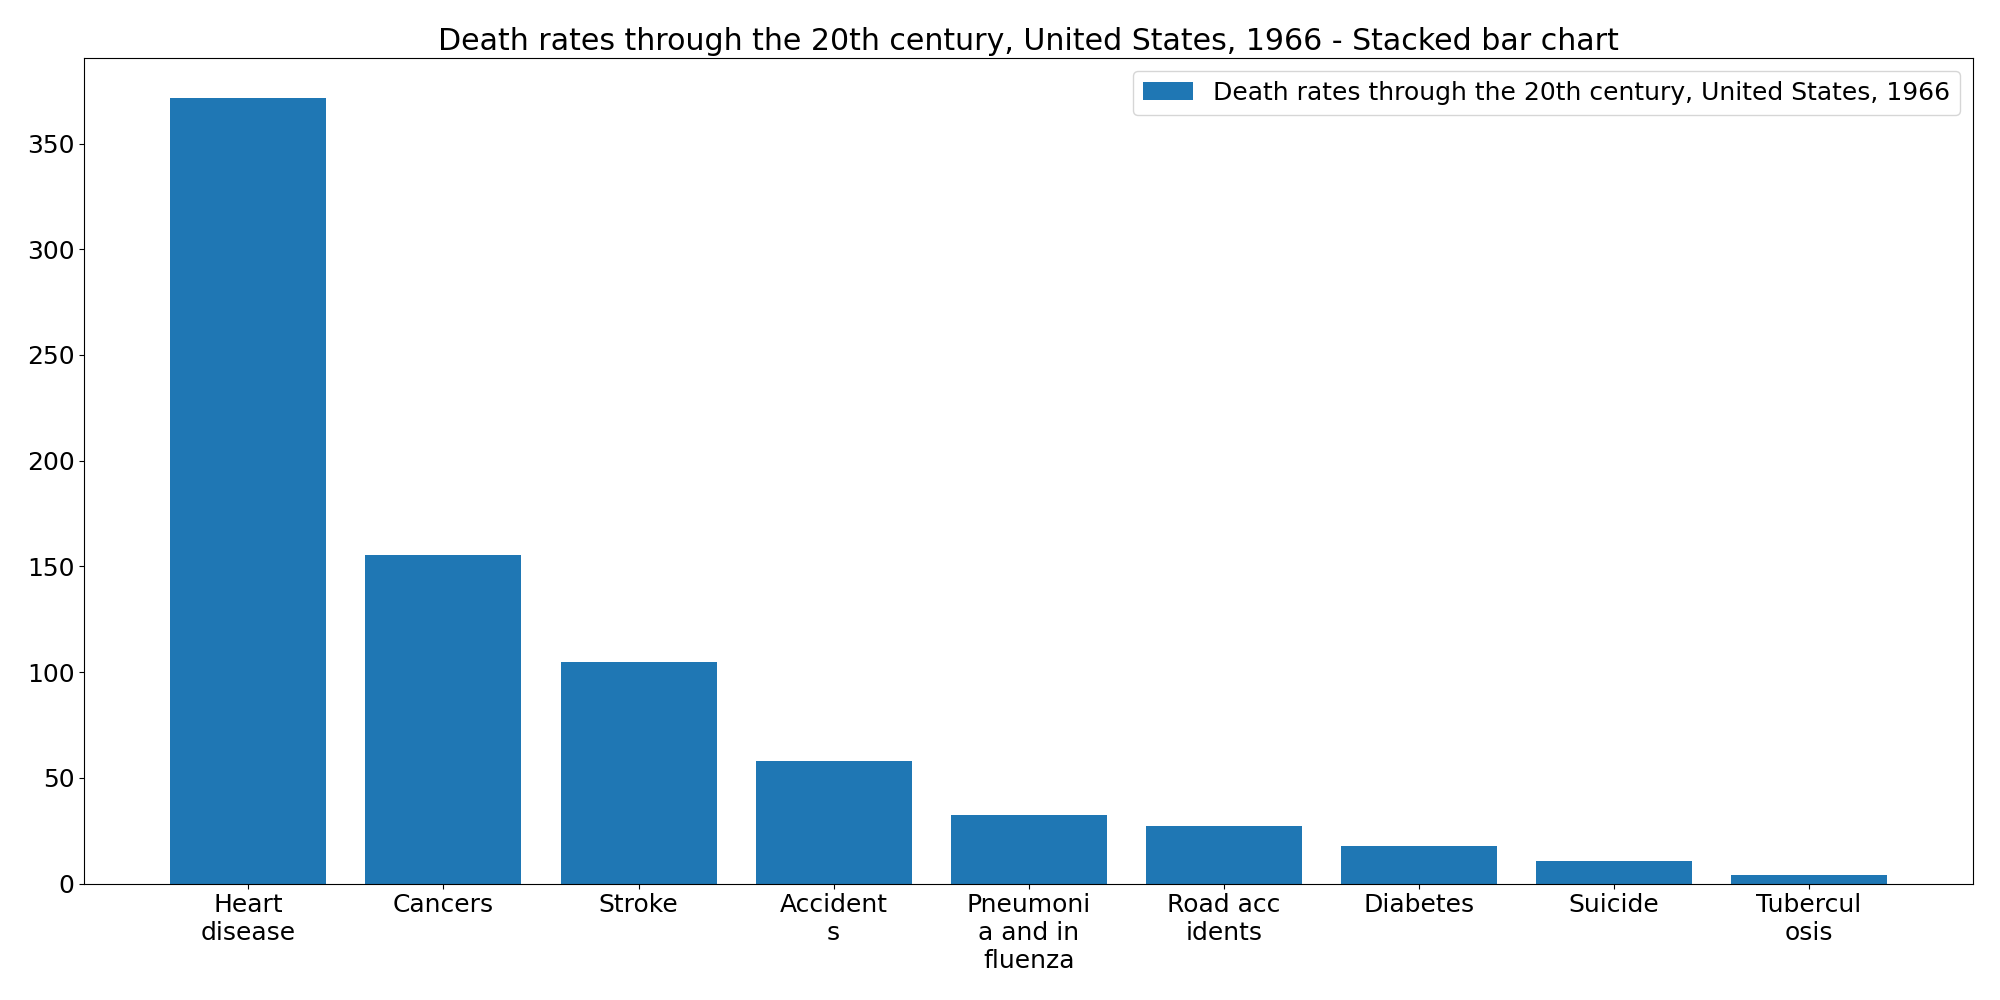 Death rates through the 20th century, United States, 1966 - Stacked bar chart
Death rates through the 20th century, United States, 1966
350
300
250
200
150
100
50
0
Heart
disease
Cancers
Stroke
Accident
s
Pneumoni
a and in
fluenza
Road acc
idents
Diabetes
Suicide
Tubercul
osis